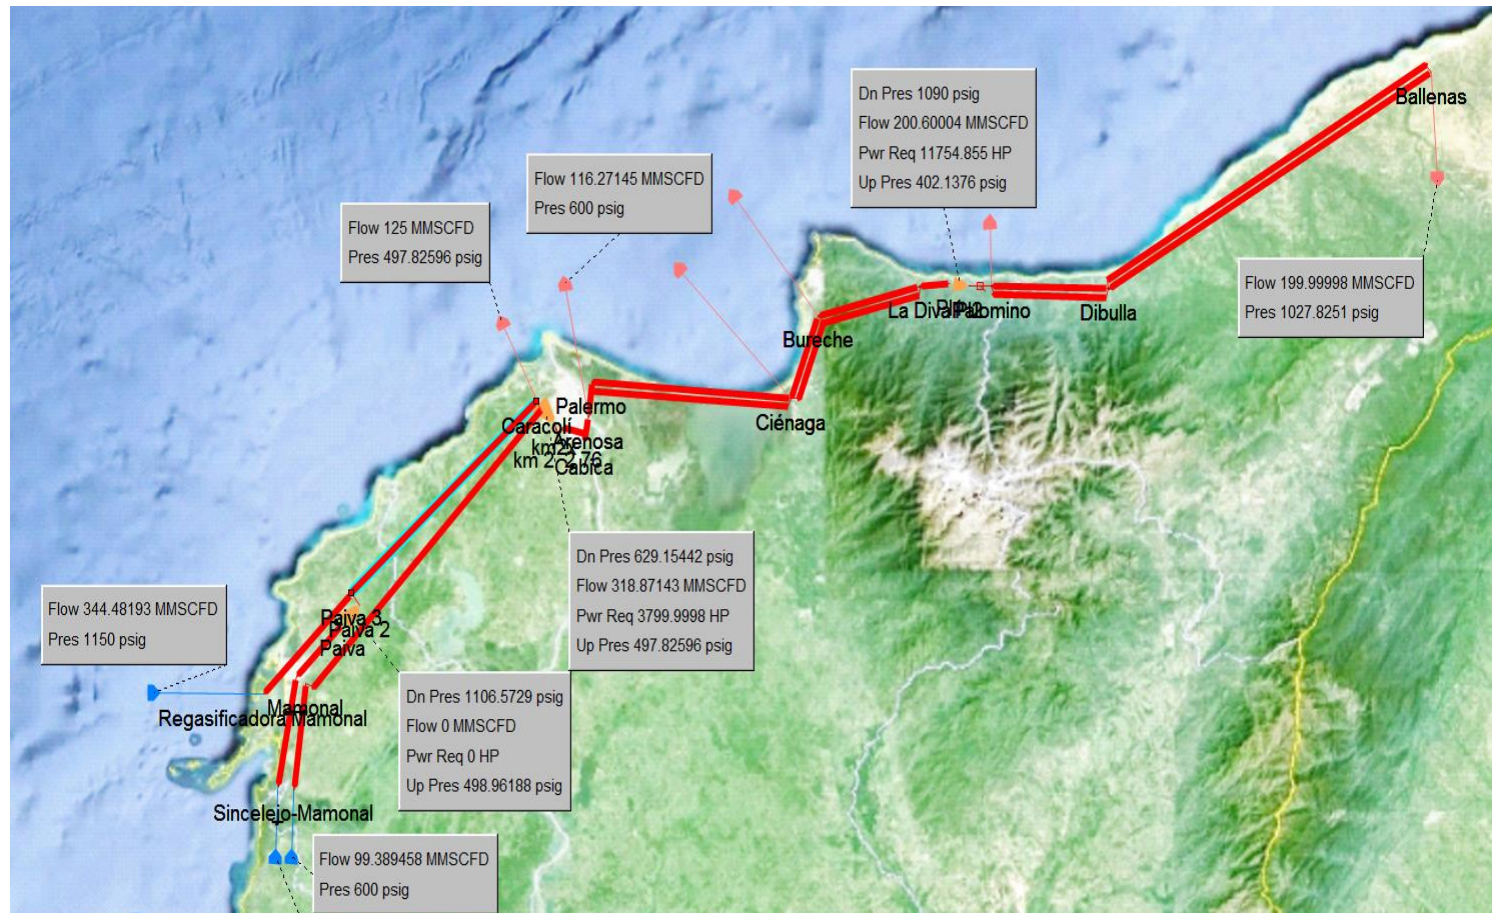 Ballenas
Dn Pres 1090 psig
Flow 200.60004 MMSCFD
Pwr Req 11754.855 HP
Up Pres 402.1376 psig
Flow 116.27145 MMSCFD
Pres 600 psig
Flow 125 MMSCFD
Pres 497.82596 psig
Flow 199.99998 MMSCFD
Pres 1027.8251 psig
La Diva
Palomino
Dibulla
Bureche
Ciénaga
Palermo
Caracolí
Arenosa
Cabica
Dn Pres 629.15442 psig
Flow 318.87143 MMSCFD
Pwr Req 3799.9998 HP
Up Pres 497.82596 psig
Flow 344.48193 MMSCFD
Pres 1150 psig
Paiva 3
Paiva 2
Paiva
Mamonal
Regasificadora Mamonal
Dn Pres 1106.5729 psig
Flow 0 MMSCFD
Pwr Req 0 HP
Up Pres 498.96188 psig
Sincelejo-Mamonal
Flow 99.389458 MMSCFD
Pres 600 psig